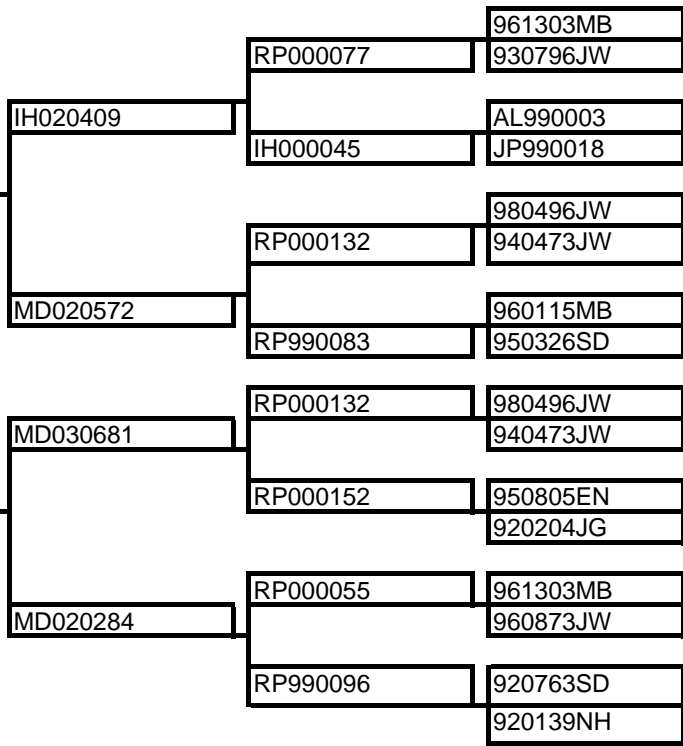 961303MB
RP000077 930796JW
IH020409 AL990003
IH000045 JP990018
980496JW
RP000132 940473JW
MD020572 960115MB
RP990083 950326SD
RP000132 980496JW
MD030681 940473JW
RP000152 950805EN
920204JG
RP000055 961303MB
MD020284 960873JW
RP990096 920763SD
920139NH